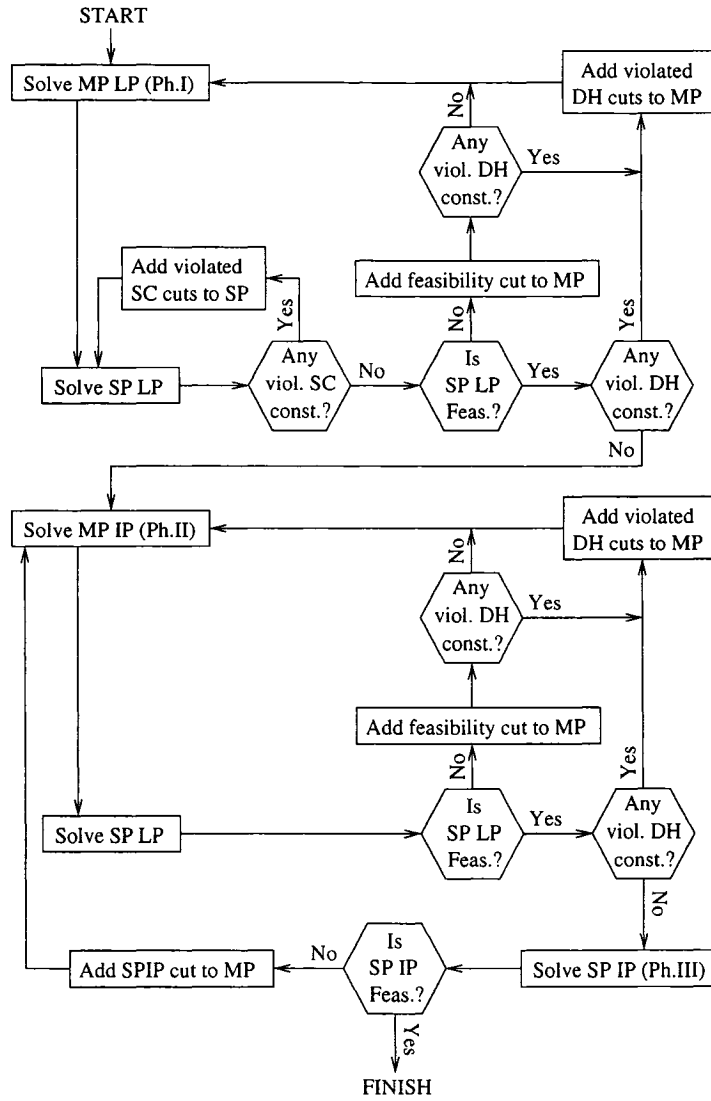 START
Solve MP LP (Ph.I)
Add violated
DH cuts to MP
No
Any
viol. DH
const.?
Yes
Add violated
SC cuts to SP
Add feasibility cut to MP
Yes
No
Yes
Solve SP LP
Any
viol. SC
const.?
No
Is
SP LP
Feas.?
Yes
Any
viol. DH
const.?
No
Solve MP IP (Ph.II)
Add violated
DH cuts to MP
No
Any
viol. DH
const.?
Yes
Add feasibility cut to MP
No
Yes
Solve SP LP
Is
SP LP
Feas.?
Yes
Any
viol. DH
const.?
No
Add SPIP cut to MP
No
Is
SP IP
Feas.?
Solve SP IP (Ph.III)
Yes
FINISH